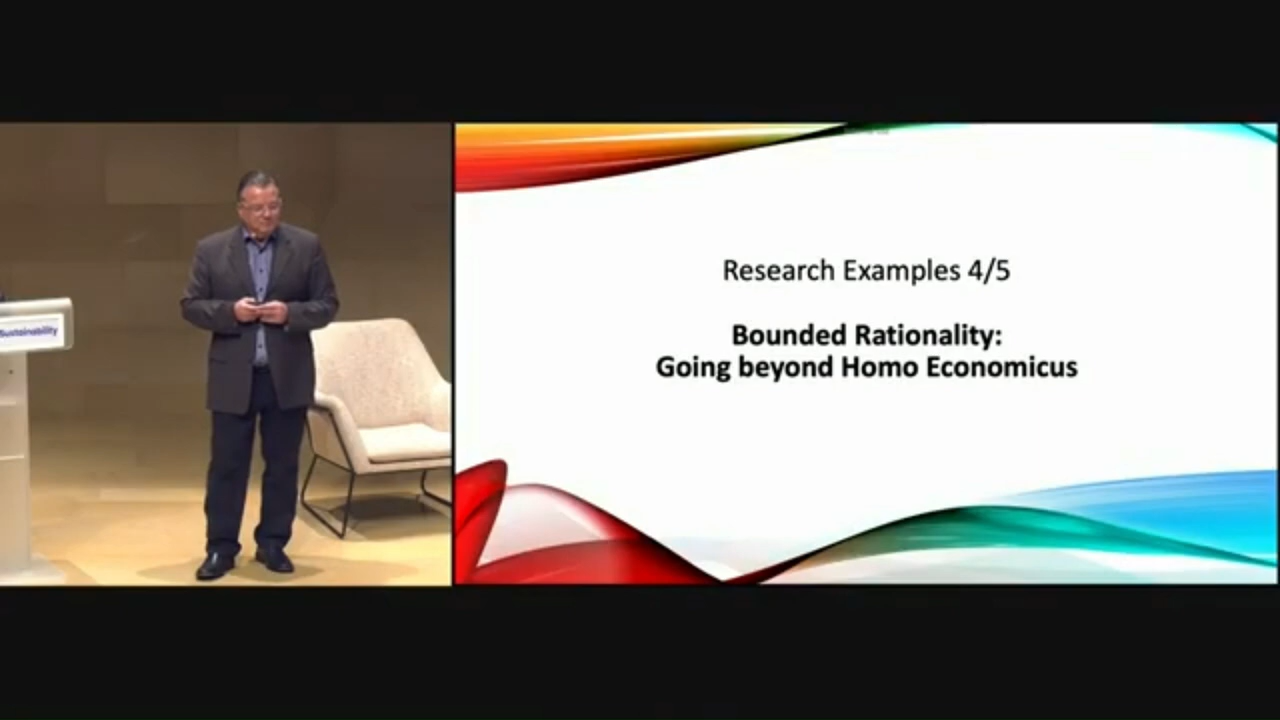 Sustainability
Research Examples 4/5
Bounded Rationality:
Going beyond Homo Economicus